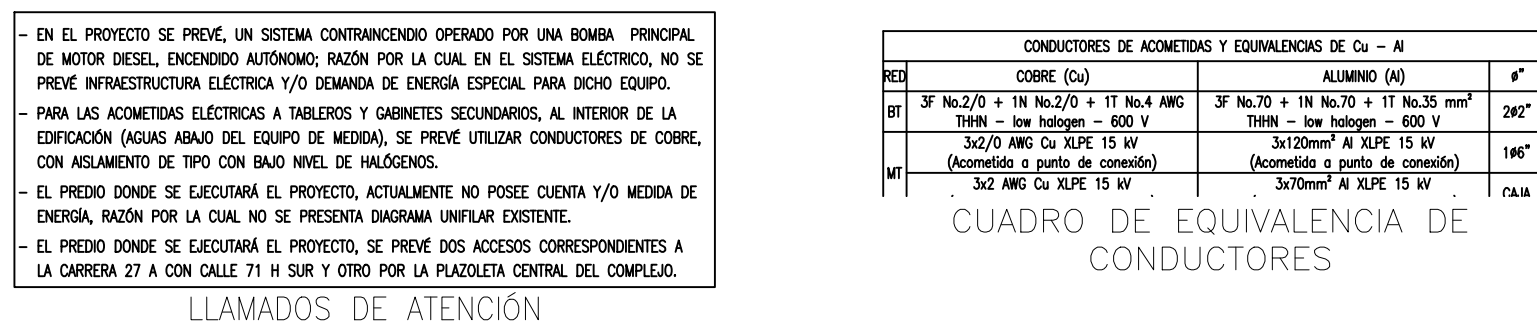 – EN EL PROYECTO SE PREVÉ, UN SISTEMA CONTRAINCENDIO OPERADO POR UNA BOMBA PRINCIPAL
DE MOTOR DIESEL, ENCENDIDO AUTÓNOMO; RAZÓN POR LA CUAL EN EL SISTEMA ELÉCTRICO, NO SE
PREVÉ INFRAESTRUCTURA ELÉCTRICA Y/O DEMANDA DE ENERGÍA ESPECIAL PARA DICHO EQUIPO.
– PARA LAS ACOMETIDAS ELÉCTRICAS A TABLEROS Y GABINETES SECUNDARIOS, AL INTERIOR DE LA
EDIFICACIÓN (AGUAS ABAJO DEL EQUIPO DE MEDIDA), SE PREVÉ UTILIZAR CONDUCTORES DE COBRE,
CON AISLAMIENTO DE TIPO CON BAJO NIVEL DE HALÓGENOS.
– EL PREDIO DONDE SE EJECUTARÁ EL PROYECTO, ACTUALMENTE NO POSEE CUENTA Y/O MEDIDA DE
ENERGÍA, RAZÓN POR LA CUAL NO SE PRESENTA DIAGRAMA UNIFILAR EXISTENTE.
– EL PREDIO DONDE SE EJECUTARÁ EL PROYECTO, SE PREVÉ DOS ACCESOS CORRESPONDIENTES A
LA CARRERA 27 A CON CALLE 71 H SUR Y OTRO POR LA PLAZOLETA CENTRAL DEL COMPLEJO.
LLAMADOS DE ATENCIÓN
CONDUCTORES DE ACOMETIDAS Y EQUIVALENCIAS DE Cu – Al
RED COBRE (Cu) ALUMINIO (Al) ø"
BT 3F No.2/0 + 1N No.2/0 + 1T No.4 AWG 3F No.70 + 1N No.70 + 1T No.35 mm² 2ø2"
THHN – low halogen – 600 V THHN – low halogen – 600 V
MT 3x2/0 AWG Cu XLPE 15 kV 3x120mm² Al XLPE 15 kV 1ø6"
(Acometida a punto de conexión) (Acometida a punto de conexión)
3x2 AWG Cu XLPE 15 kV 3x70mm² Al XLPE 15 kV CAJA
CUADRO DE EQUIVALENCIA DE
CONDUCTORES